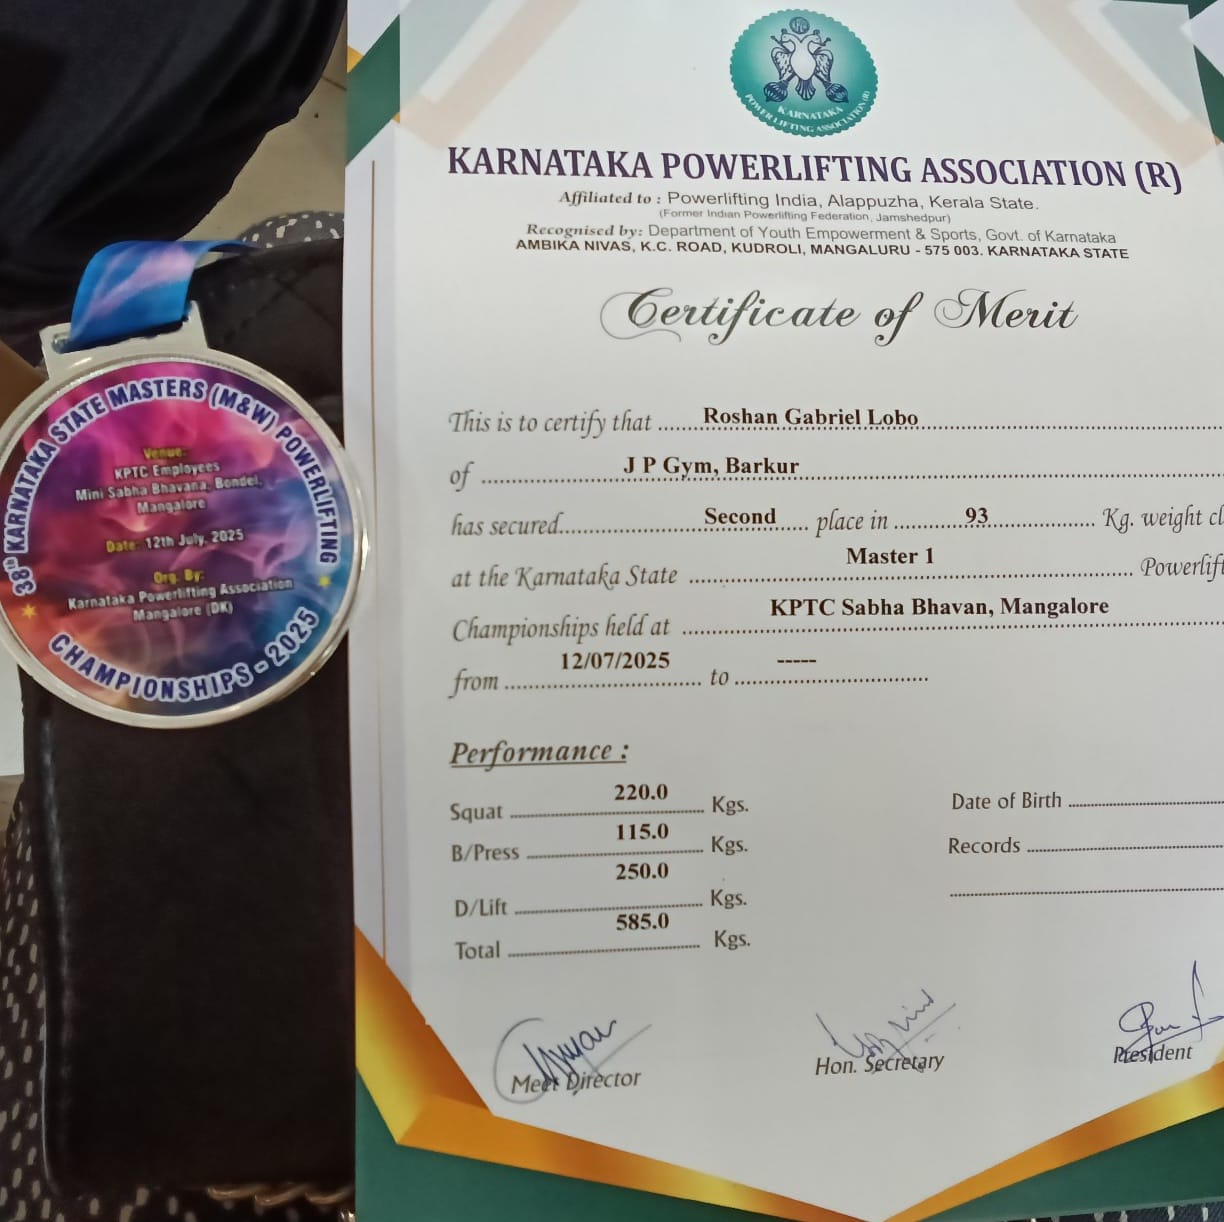 38th KARNATAKA STATE MASTERS (M&W) POWERLIFTING
Venue:
KPTC Employees
Mini Sabha Bhavana, Bondel,
Mangalore
Date: 12th July, 2025
Org. By:
Karnataka Powerlifting Association
Mangalore (DK)
CHAMPIONSHIPS - 2025
KARNATAKA
POWER LIFTING ASSOCIATION (R)
KARNATAKA POWERLIFTING ASSOCIATION (R)
Affiliated to : Powerlifting India, Alappuzha, Kerala State.
(Former Indian Powerlifting Federation, Jamshedpur)
Recognised by: Department of Youth Empowerment & Sports, Govt. of Karnataka
AMBIKA NIVAS, K.C. ROAD, KUDROLI, MANGALURU - 575 003. KARNATAKA STATE
Certificate of Merit
This is to certify that Roshan Gabriel Lobo
of J P Gym, Barkur
has secured Second place in 93 Kg. weight cl
at the Karnataka State Master 1 Powerlift
Championships held at KPTC Sabha Bhavan, Mangalore
from 12/07/2025 to -----
Performance :
Squat 220.0 Kgs. Date of Birth
B/Press 115.0 Kgs. Records
D/Lift 250.0 Kgs.
Total 585.0 Kgs.
Meet Director Hon. Secretary President